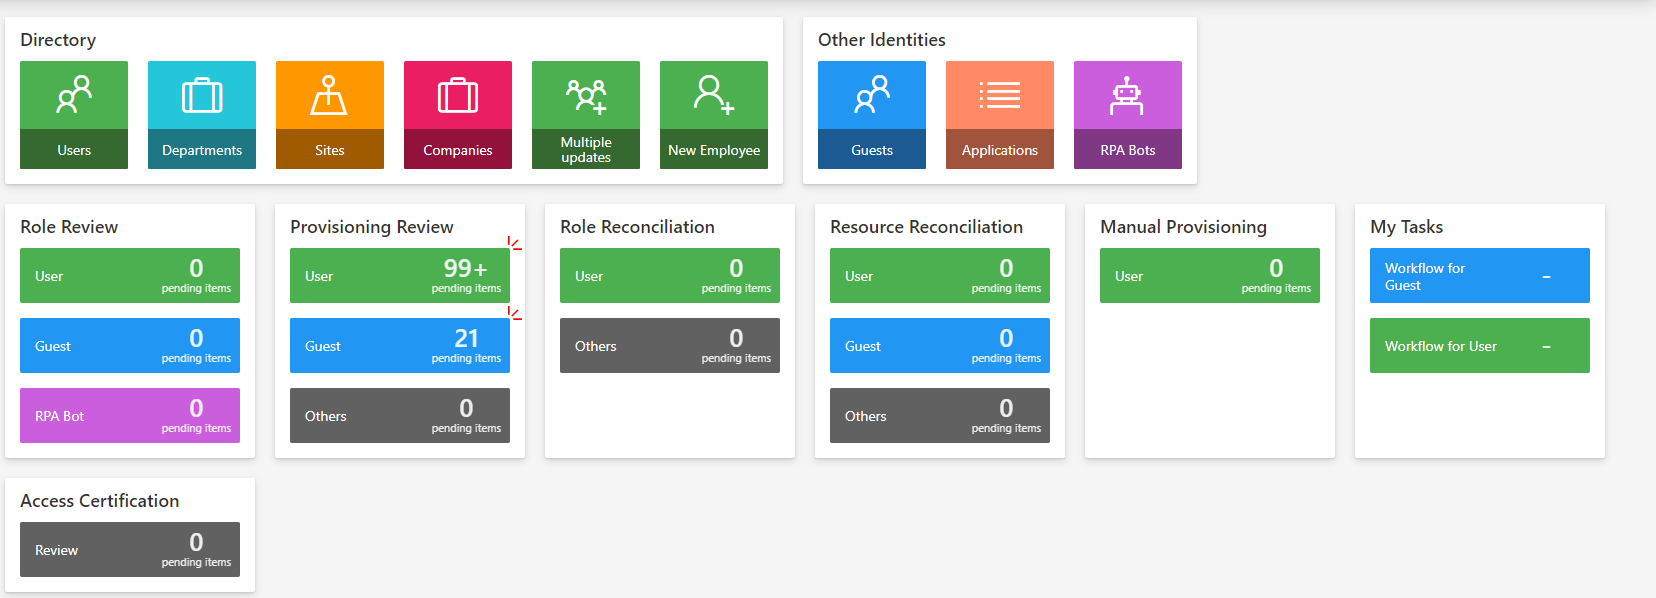 Directory
Other Identities
Users
Departments
Sites
Companies
Multiple
updates
New Employee
Guests
Applications
RPA Bots
Role Review
User
0
pending items
Guest
0
pending items
RPA Bot
0
pending items
Provisioning Review
User
99+
pending items
Guest
21
pending items
Others
0
pending items
Role Reconciliation
User
0
pending items
Others
0
pending items
Resource Reconciliation
User
0
pending items
Guest
0
pending items
Others
0
pending items
Manual Provisioning
User
0
pending items
My Tasks
Workflow for
Guest
-
Workflow for User
-
Access Certification
Review
0
pending items